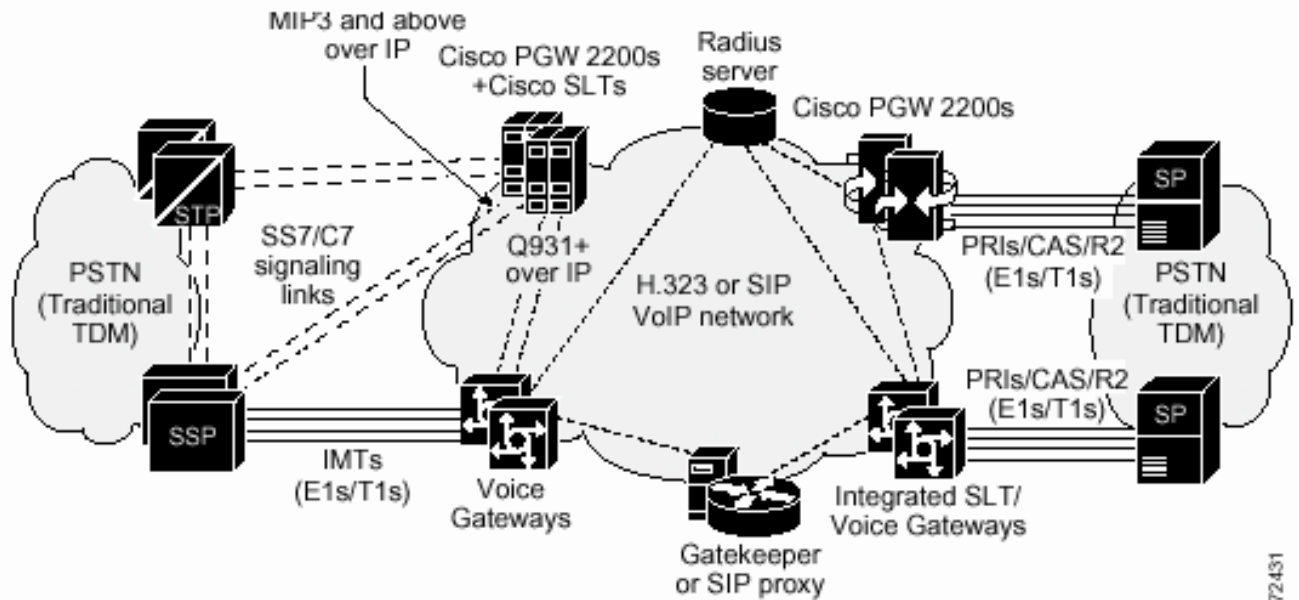 MIP3 and above
over IP
Cisco PGW 2200s
+Cisco SLTs
Radius
server
Cisco PGW 2200s
STP
SP
SS7/C7
signaling
links
Q931+
over IP
PRIs/CAS/R2
(E1s/T1s)
PSTN
(Traditional
TDM)
H.323 or SIP
VoIP network
PSTN
(Traditional
TDM)
PRIs/CAS/R2
(E1s/T1s)
SSP
SP
IMTs
(E1s/T1s)
Voice
Gateways
Integrated SLT/
Voice Gateways
Gatekeeper
or SIP proxy
72431